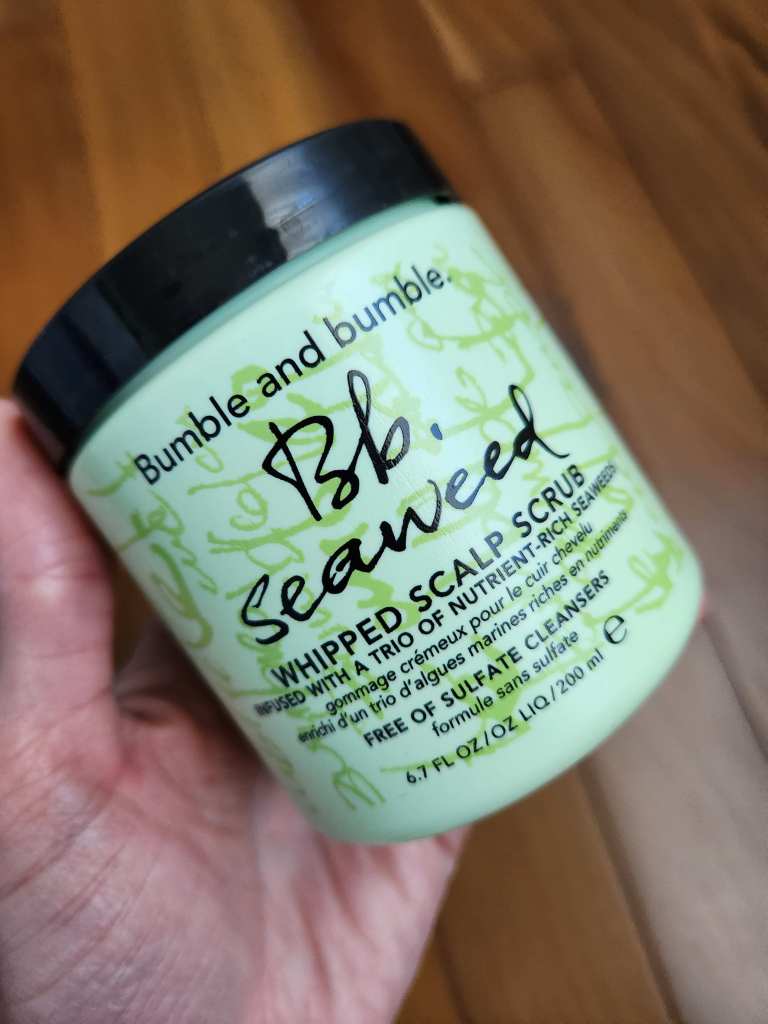 Bumble and bumble.
Bb.
Seaweed
WHIPPED SCALP SCRUB
INFUSED WITH A TRIO OF NUTRIENT-RICH SEAWEEDS
gommage crémeux pour le cuir chevelu
enrichi d'un trio d'algues marines riches en nutriments
FREE OF SULFATE CLEANSERS
formule sans sulfate
6.7 FL OZ/OZ LIQ/200 ml ℮